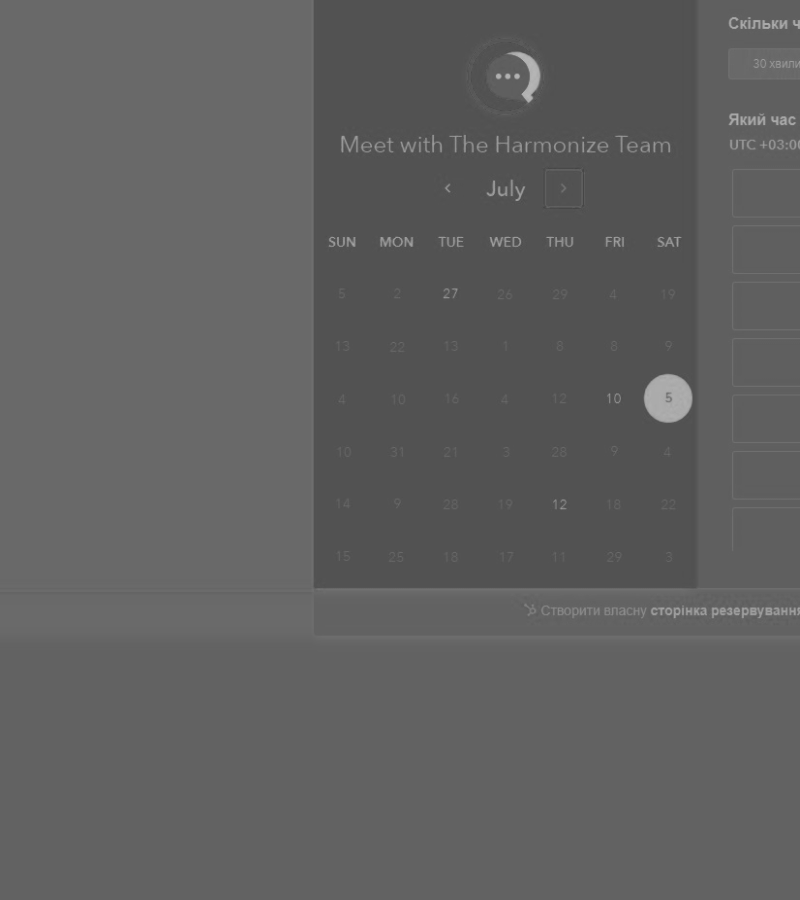 Meet with The Harmonize Team
July
SUN MON TUE WED THU FRI SAT
5 2 27 26 29 4 19
13 22 13 1 8 8 9
4 10 16 4 12 10 5
10 31 21 3 28 9 4
14 9 28 19 12 18 22
15 25 18 17 11 29 3
Скільки ч
30 хвили
Який час
UTC +03:00
Створити власну сторінка резервування